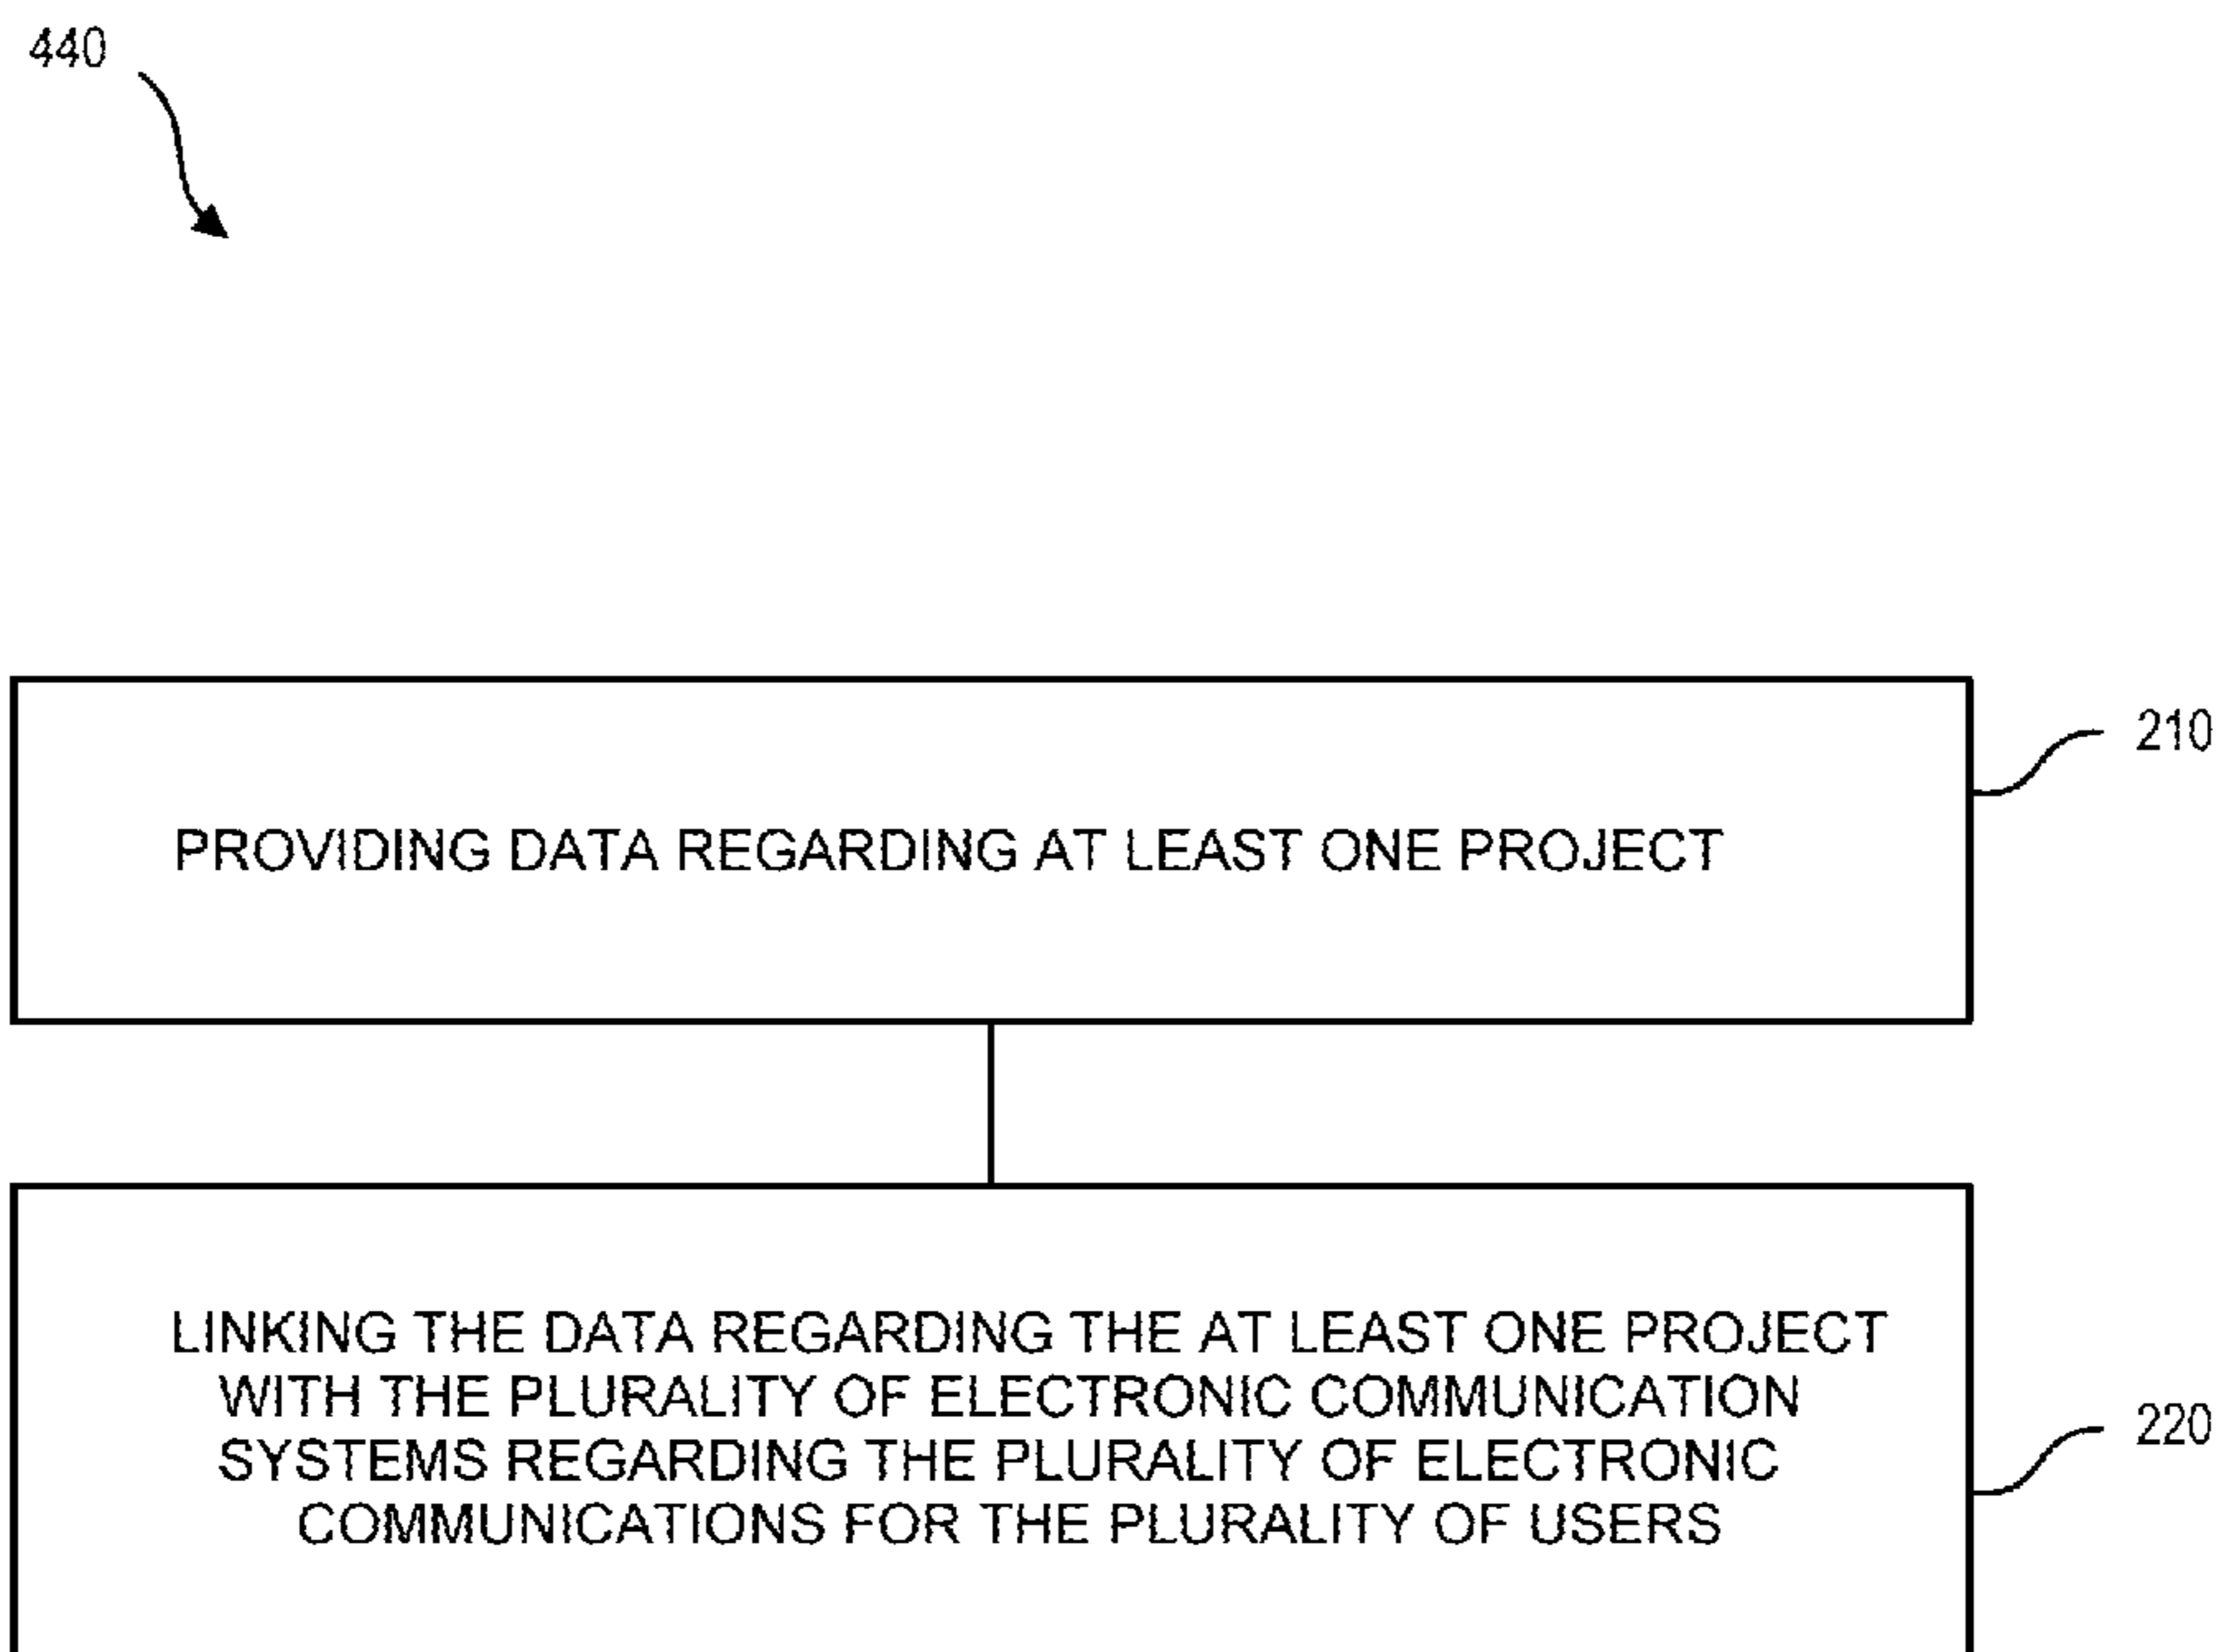 440
210
PROVIDING DATA REGARDING AT LEAST ONE PROJECT
LINKING THE DATA REGARDING THE AT LEAST ONE PROJECT
WITH THE PLURALITY OF ELECTRONIC COMMUNICATION
SYSTEMS REGARDING THE PLURALITY OF ELECTRONIC
COMMUNICATIONS FOR THE PLURALITY OF USERS
220